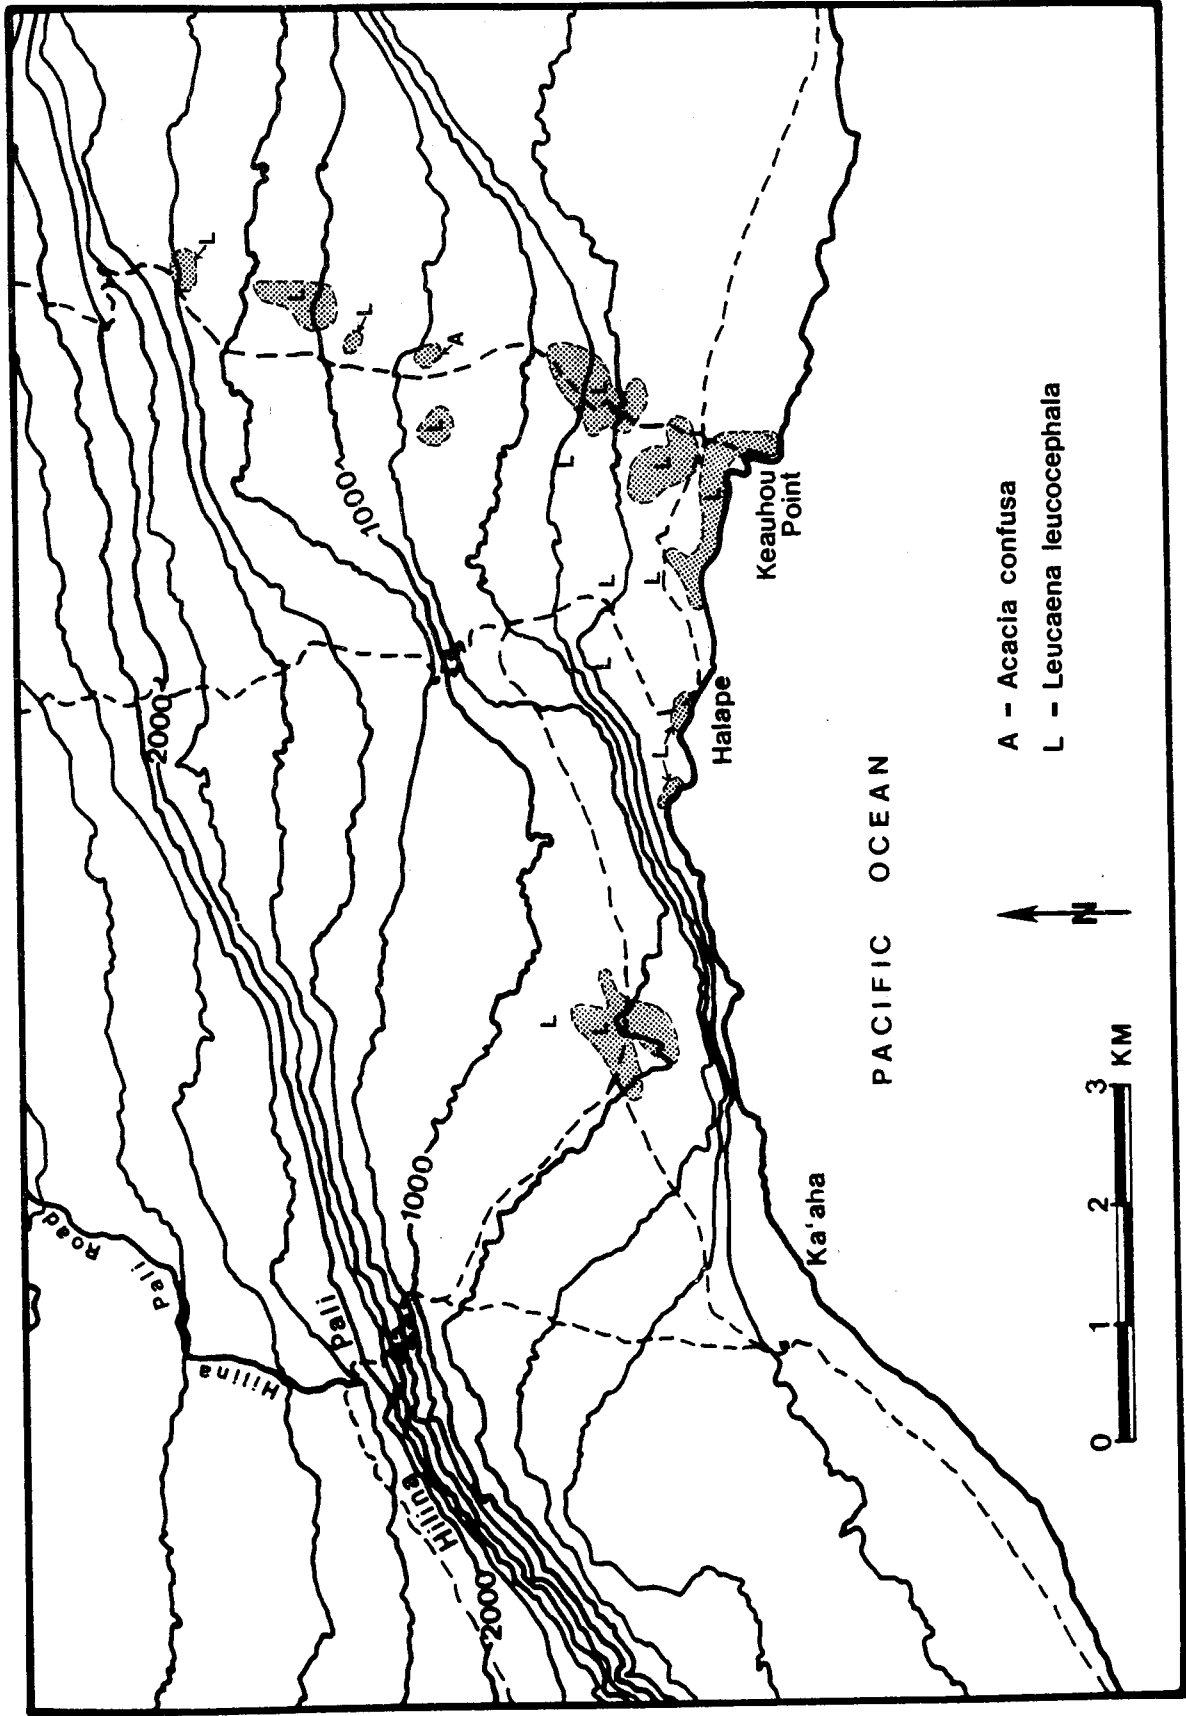 Hilina
Pali
Road
Hilina
Pali
2000
2000
1000
1000
L
L
L
A
L
L
L
L
L
L
L
L
L
L
L
L
L
Keauhou
Point
Halape
Ka'aha
PACIFIC OCEAN
A - Acacia confusa
L - Leucaena leucocephala
N
0 1 2 3 KM